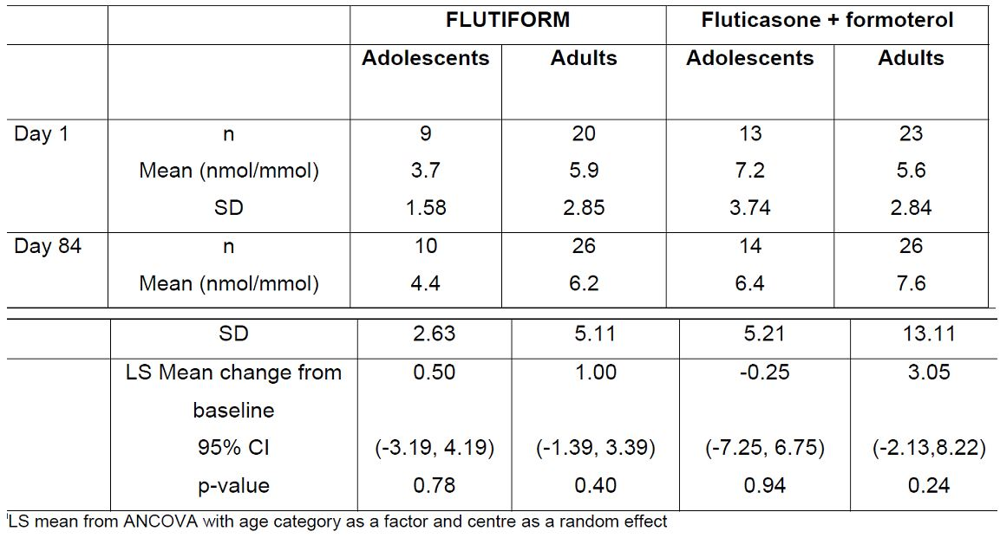 FLUTIFORM Fluticasone + formoterol
Adolescents Adults Adolescents Adults
Day 1 n 9 20 13 23
Mean (nmol/mmol) 3.7 5.9 7.2 5.6
SD 1.58 2.85 3.74 2.84
Day 84 n 10 26 14 26
Mean (nmol/mmol) 4.4 6.2 6.4 7.6
SD 2.63 5.11 5.21 13.11
LS Mean change from 0.50 1.00 -0.25 3.05
baseline
95% CI (-3.19, 4.19) (-1.39, 3.39) (-7.25, 6.75) (-2.13,8.22)
p-value 0.78 0.40 0.94 0.24
LS mean from ANCOVA with age category as a factor and centre as a random effect